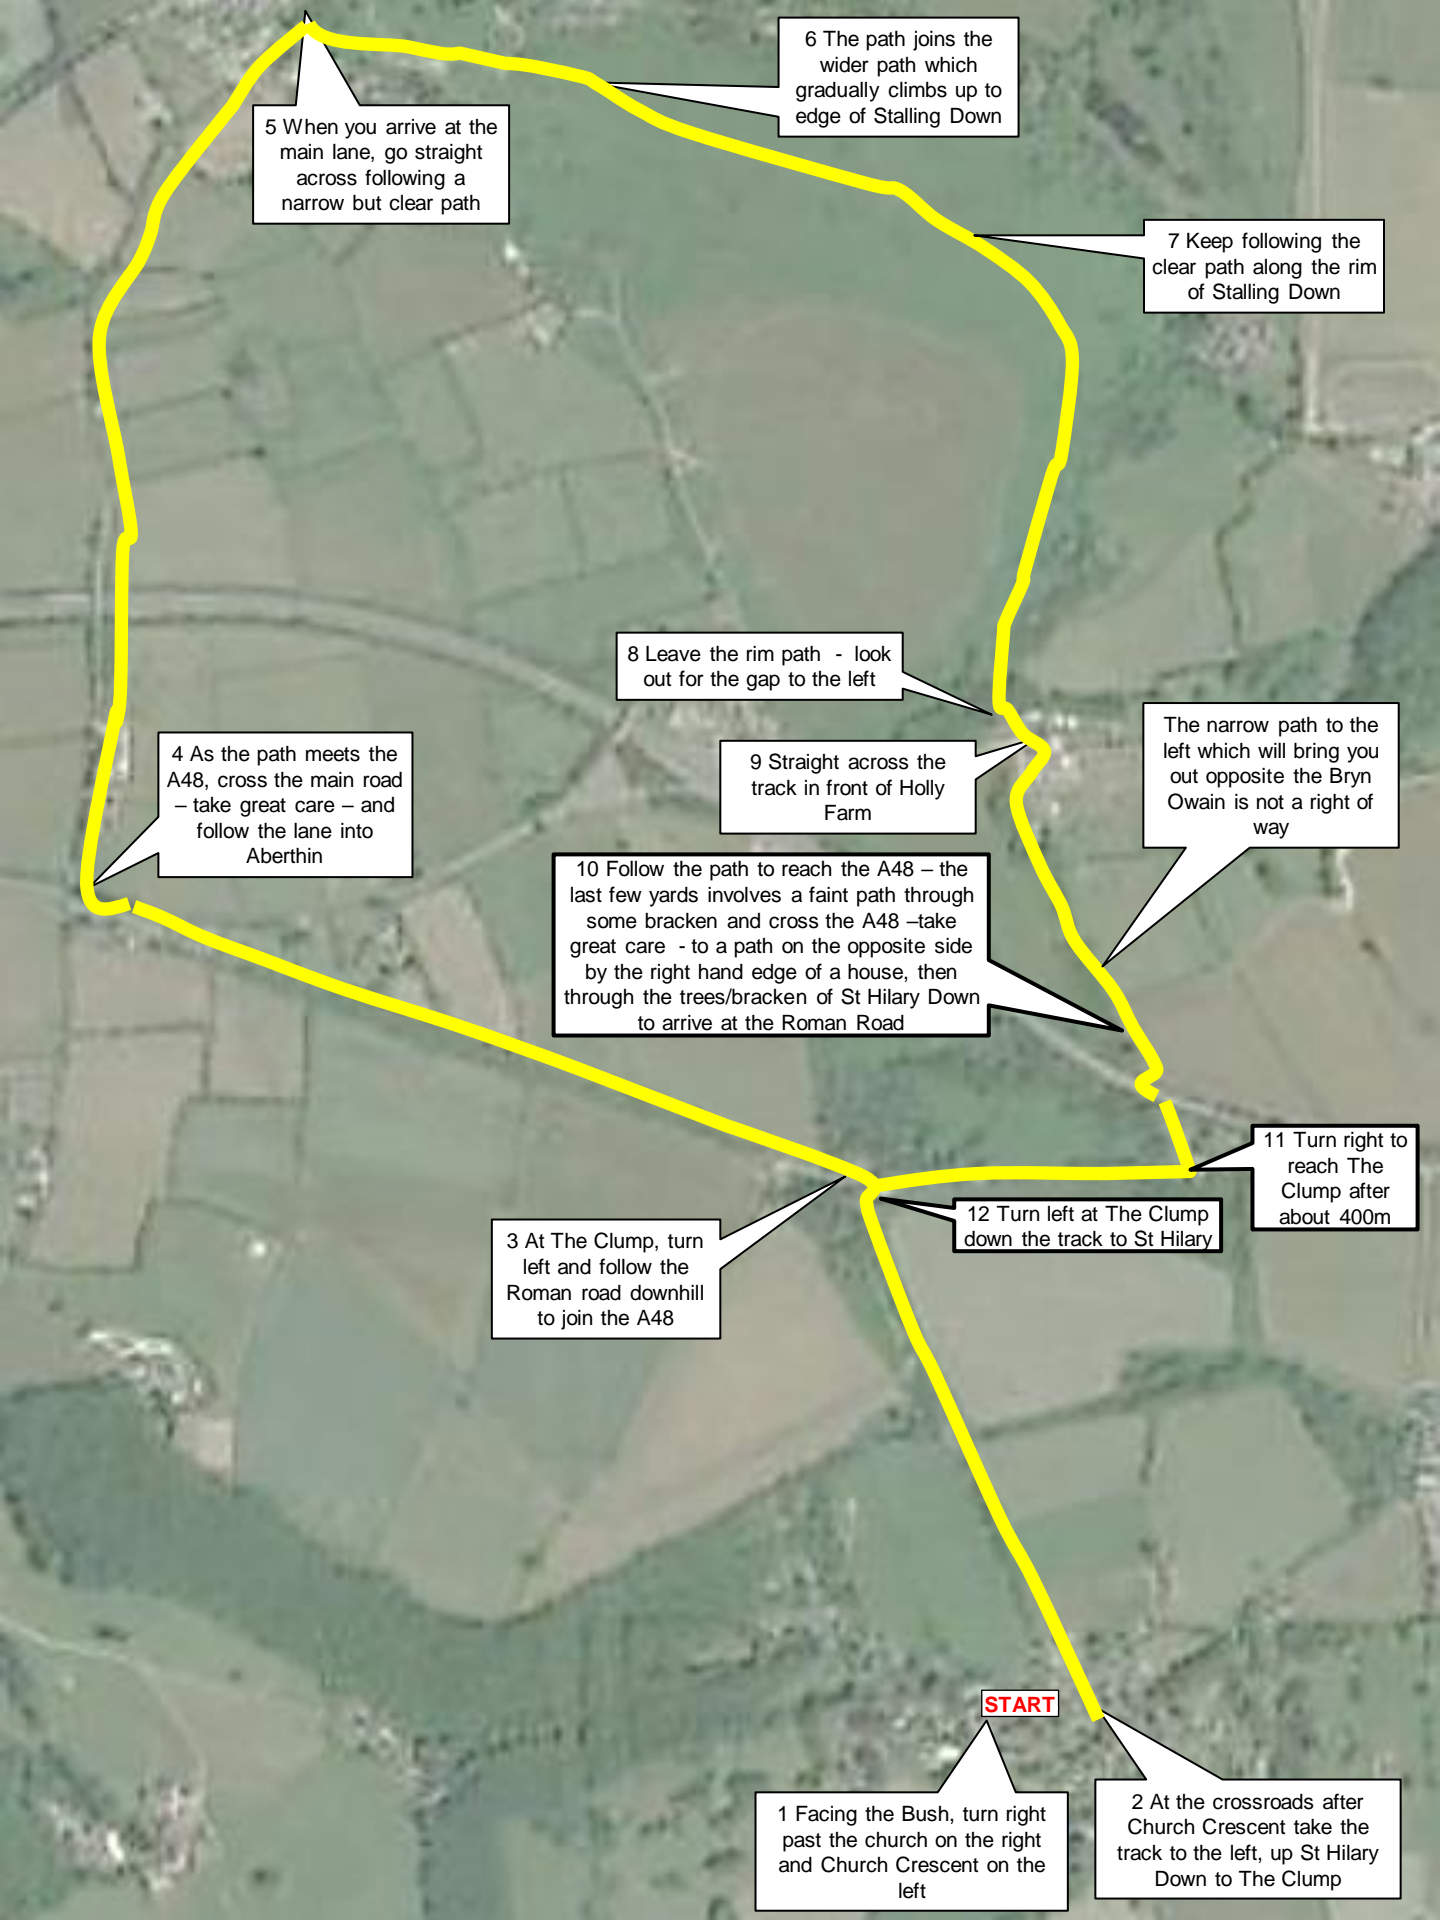 6 The path joins the
wider path which
gradually climbs up to
edge of Stalling Down
5 When you arrive at the
main lane, go straight
across following a
narrow but clear path
7 Keep following the
clear path along the rim
of Stalling Down
8 Leave the rim path - look
out for the gap to the left
The narrow path to the
left which will bring you
out opposite the Bryn
Owain is not a right of
way
4 As the path meets the
A48, cross the main road
– take great care – and
follow the lane into
Aberthin
9 Straight across the
track in front of Holly
Farm
10 Follow the path to reach the A48 – the
last few yards involves a faint path through
some bracken and cross the A48 –take
great care - to a path on the opposite side
by the right hand edge of a house, then
through the trees/bracken of St Hilary Down
to arrive at the Roman Road
11 Turn right to
reach The
Clump after
about 400m
12 Turn left at The Clump
down the track to St Hilary
3 At The Clump, turn
left and follow the
Roman road downhill
to join the A48
START
1 Facing the Bush, turn right
past the church on the right
and Church Crescent on the
left
2 At the crossroads after
Church Crescent take the
track to the left, up St Hilary
Down to The Clump